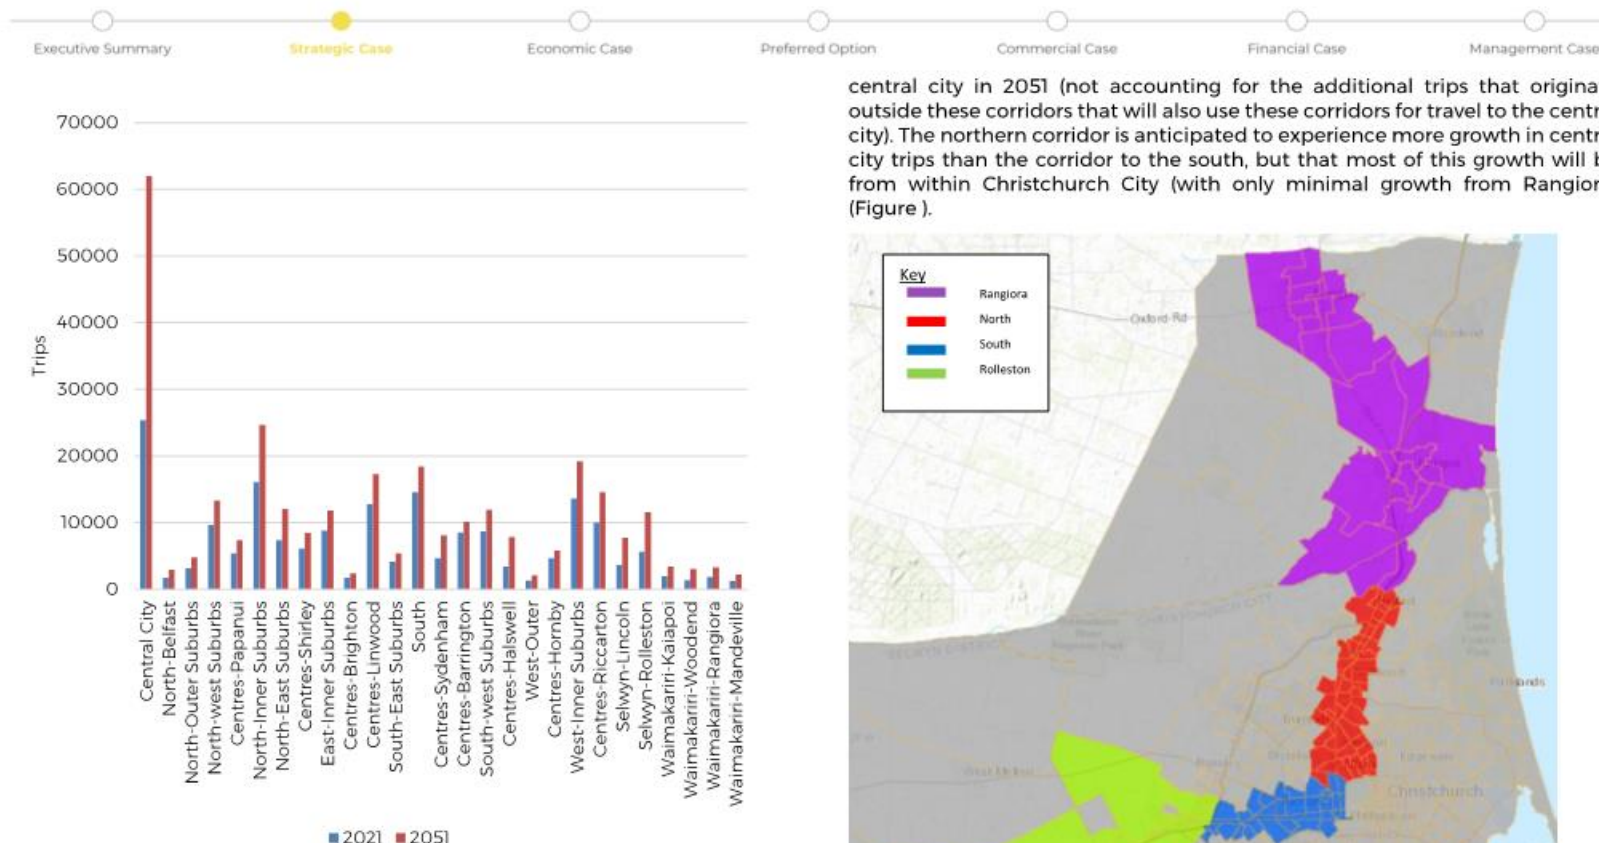 Executive Summary
Strategic Case
Economic Case
Preferred Option
Commercial Case
Financial Case
Management Case
70000
60000
50000
40000
30000
20000
10000
0
Trips
Central City
North-Belfast
North-Outer Suburbs
North-west Suburbs
Centres-Papanui
North-Inner Suburbs
North-East Suburbs
Centres-Shirley
East-Inner Suburbs
Centres-Brighton
Centres-Linwood
South-East Suburbs
South
Centres-Sydenham
Centres-Barrington
South-west Suburbs
Centres-Halswell
West-Outer
Centres-Hornby
West-Inner Suburbs
Centres-Riccarton
Selwyn-Lincoln
Selwyn-Rolleston
Waimakariri-Kaiapoi
Waimakariri-Woodend
Waimakariri-Rangiora
Waimakariri-Mandeville
2021 2051
central city in 2051 (not accounting for the additional trips that origina
outside these corridors that will also use these corridors for travel to the centr
city). The northern corridor is anticipated to experience more growth in centr
city trips than the corridor to the south, but that most of this growth will b
from within Christchurch City (with only minimal growth from Rangior
(Figure ).
Key
Rangiora
North
South
Rolleston
Oxford Rd
CHRISTCHURCH CITY
SELWYN DISTRICT
West Melton
Christchurch